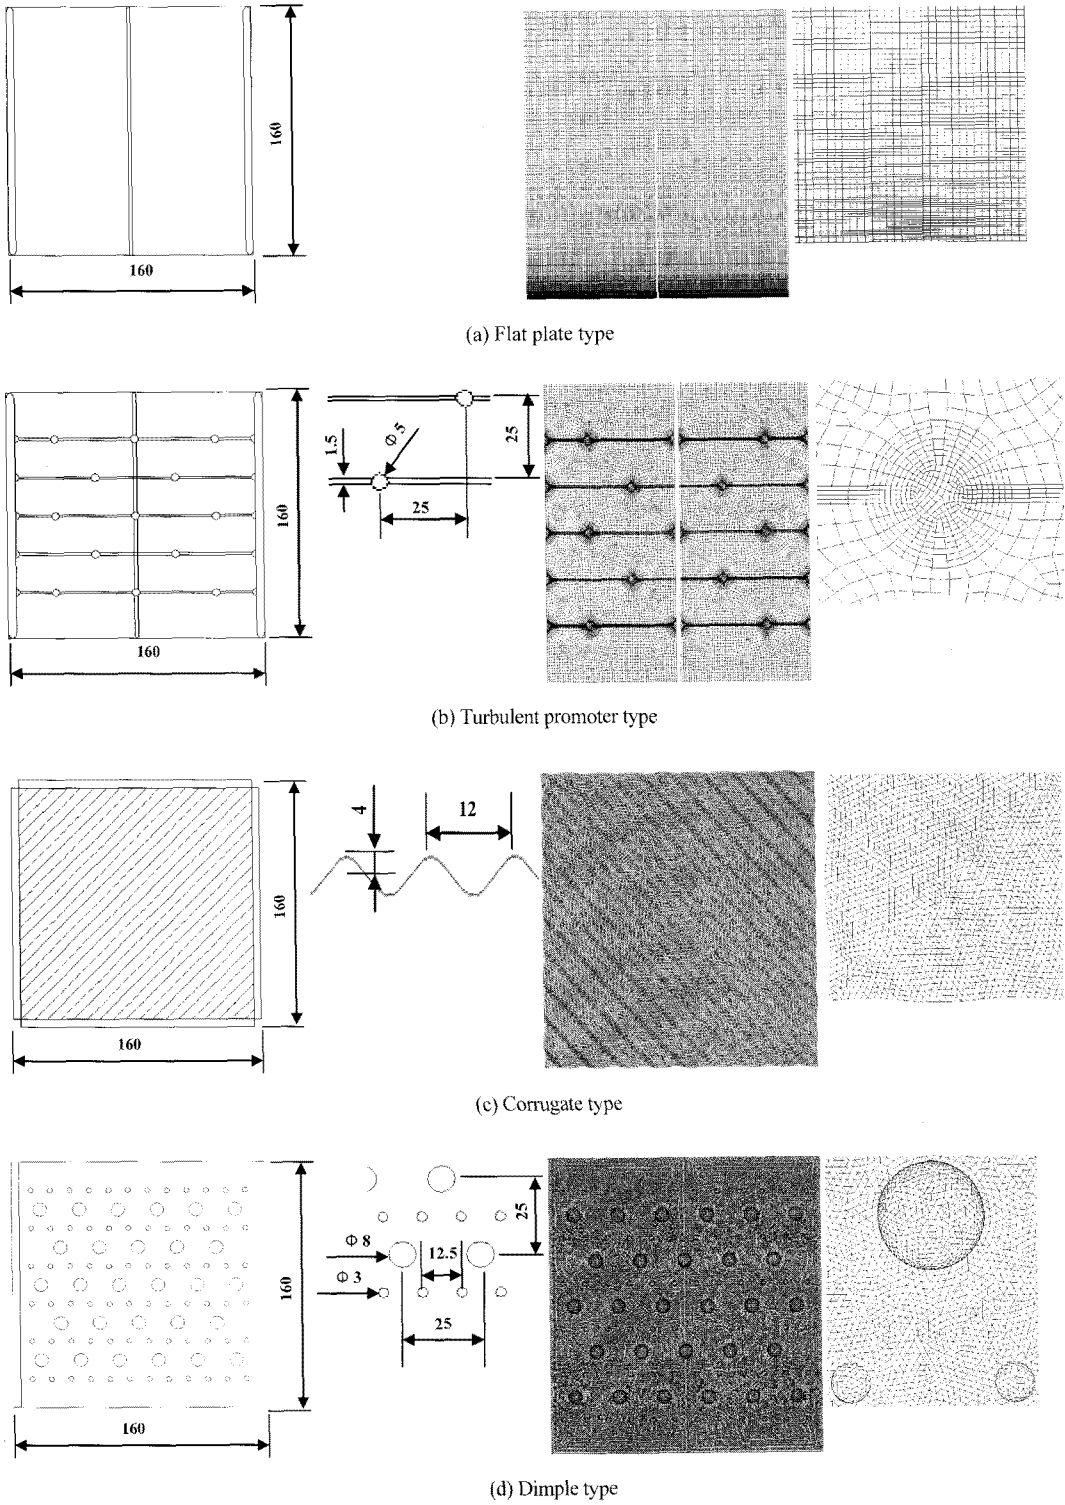 160
160
(a) Flat plate type
160
160
1.5
Φ 5
25
25
(b) Turbulent promoter type
160
160
4
12
(c) Corrugate type
160
160
Φ 8
Φ 3
12.5
25
25
(d) Dimple type